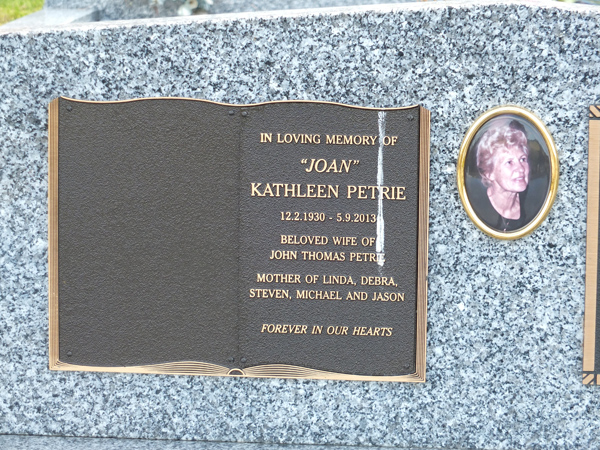 IN LOVING MEMORY OF
"JOAN"
KATHLEEN PETRIE
12.2.1930 - 5.9.2013
BELOVED WIFE OF
JOHN THOMAS PETRIE
MOTHER OF LINDA, DEBRA,
STEVEN, MICHAEL AND JASON
FOREVER IN OUR HEARTS